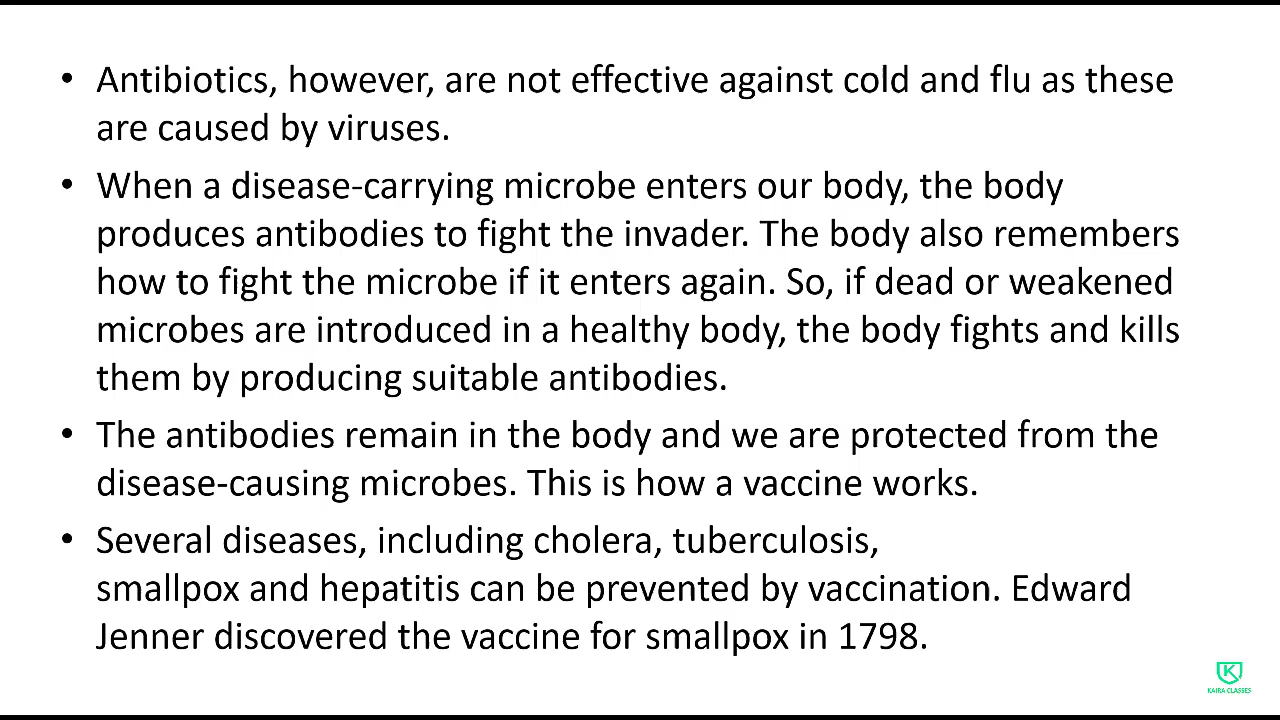 • Antibiotics, however, are not effective against cold and flu as these
are caused by viruses.
• When a disease-carrying microbe enters our body, the body
produces antibodies to fight the invader. The body also remembers
how to fight the microbe if it enters again. So, if dead or weakened
microbes are introduced in a healthy body, the body fights and kills
them by producing suitable antibodies.
• The antibodies remain in the body and we are protected from the
disease-causing microbes. This is how a vaccine works.
• Several diseases, including cholera, tuberculosis,
smallpox and hepatitis can be prevented by vaccination. Edward
Jenner discovered the vaccine for smallpox in 1798.
K
KAIRA CLASSES